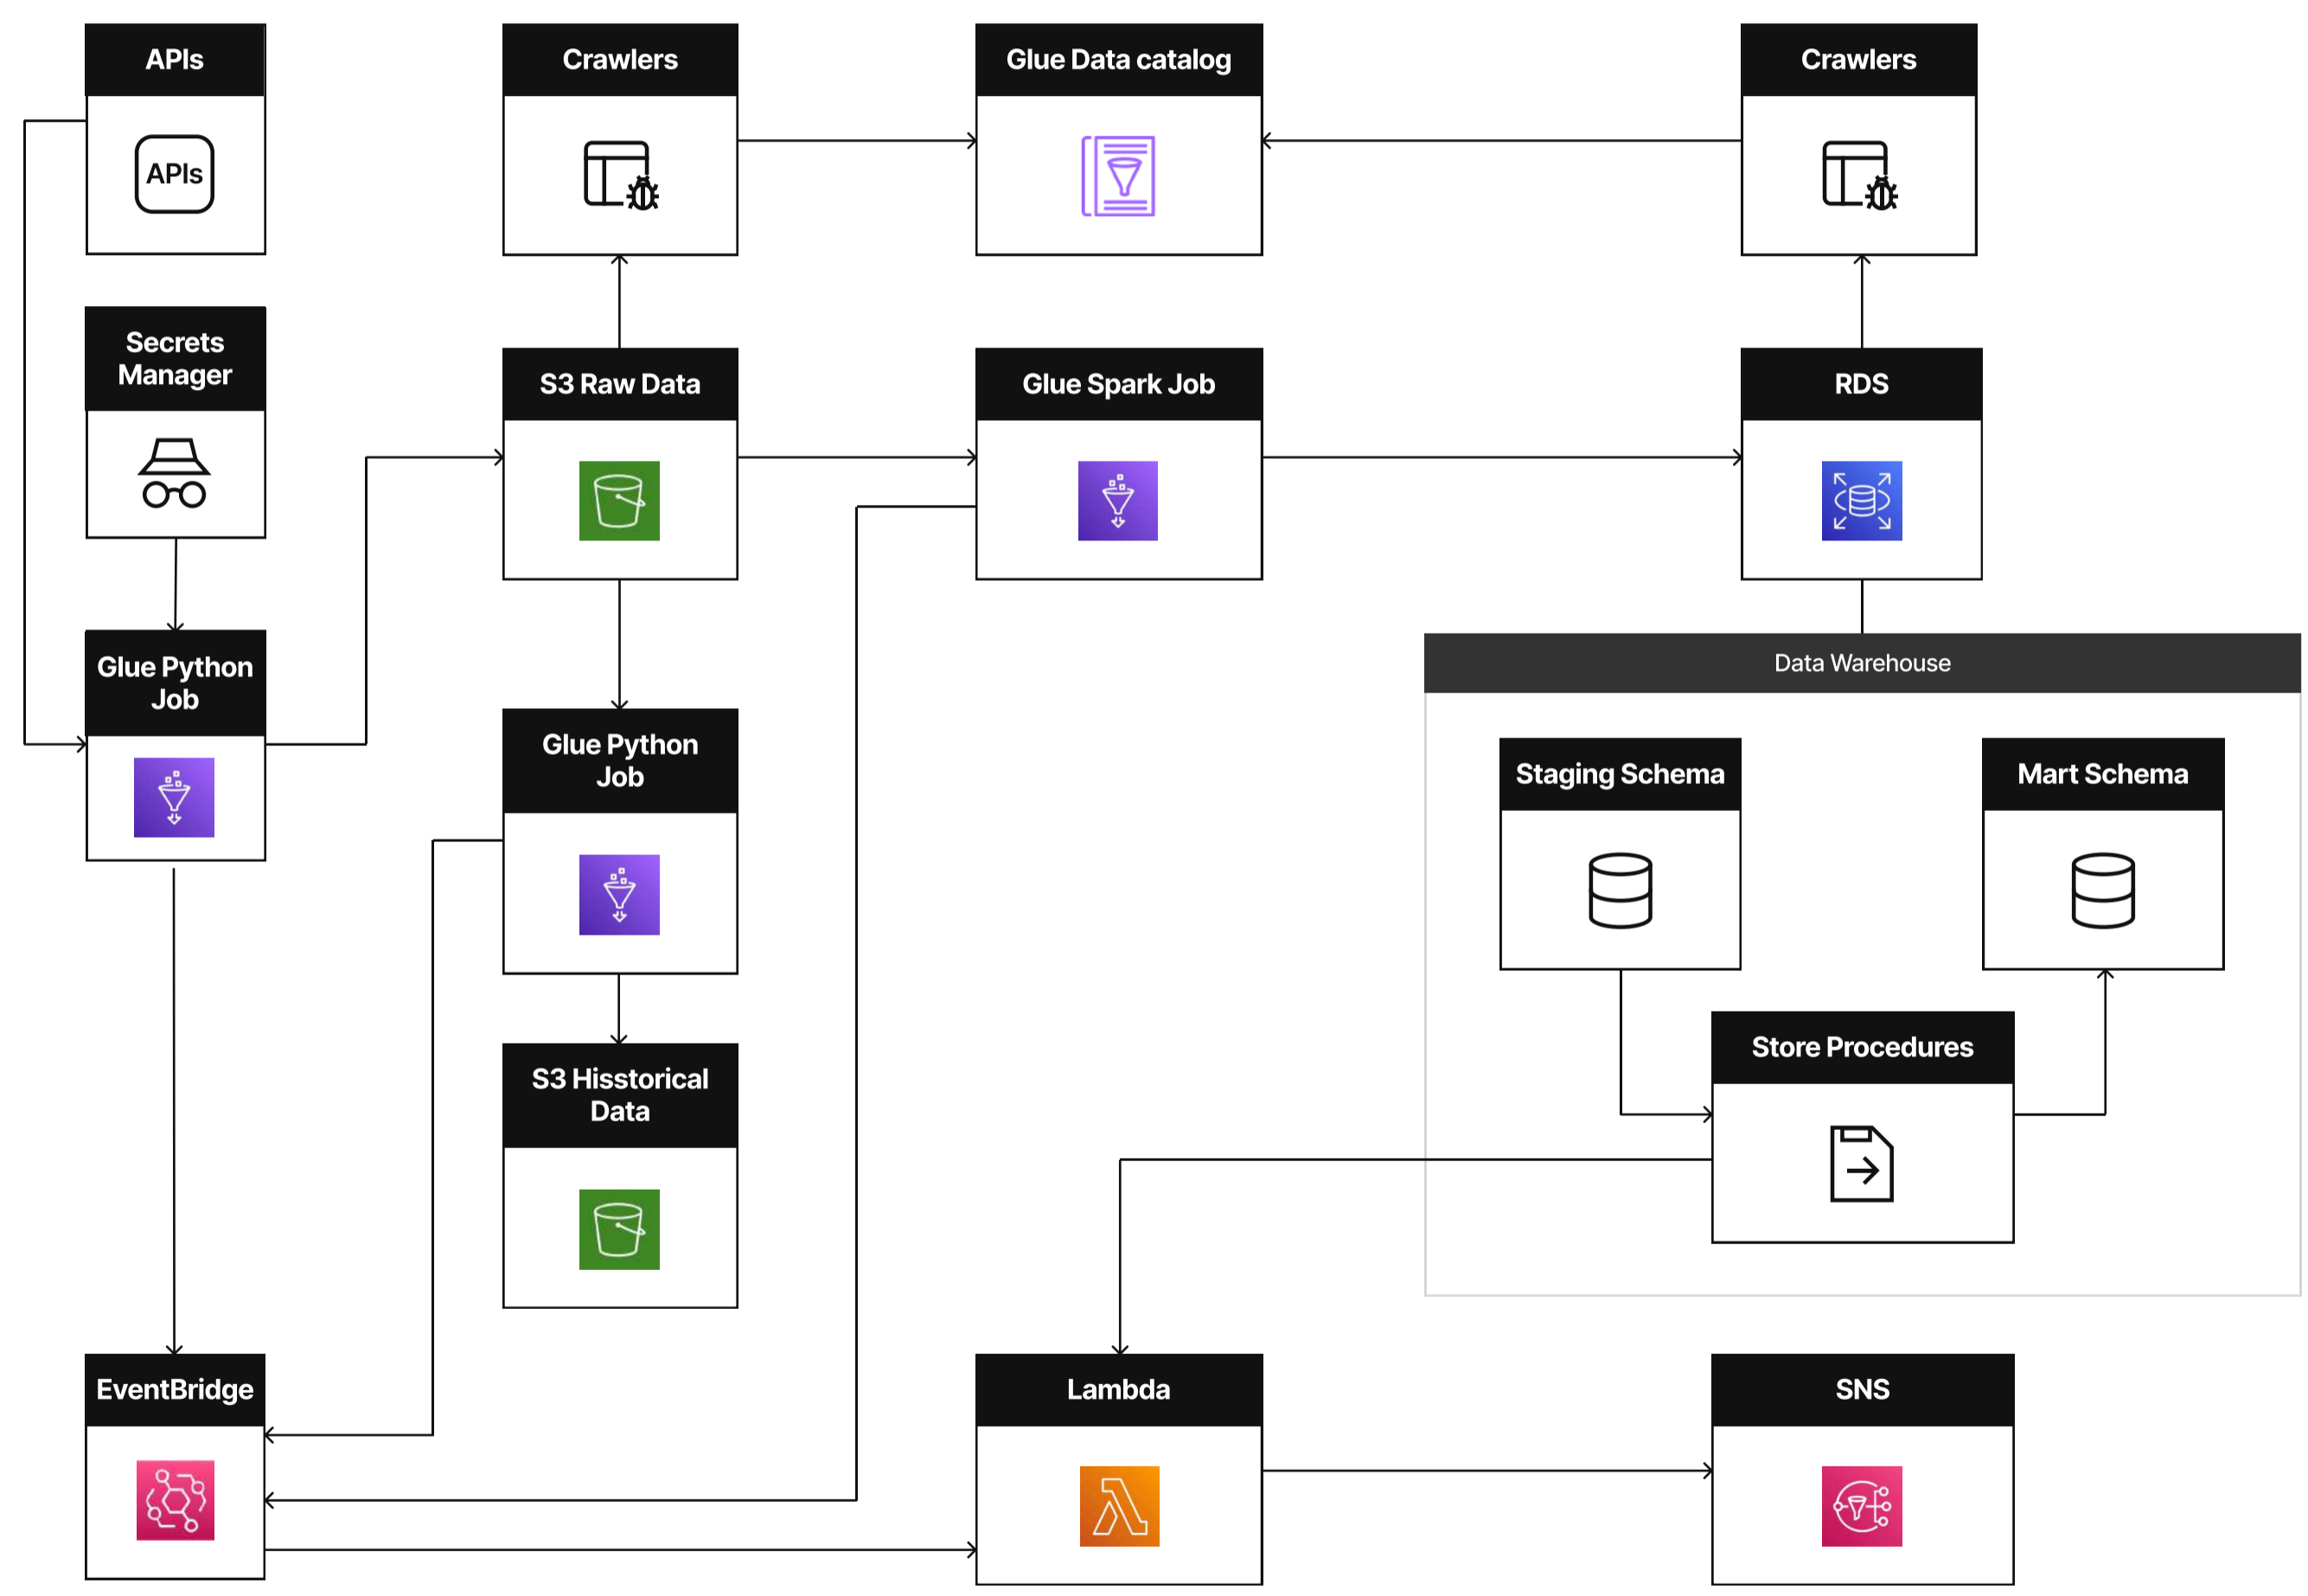 APIs
APIs
Crawlers
Glue Data catalog
Crawlers
Secrets
Manager
S3 Raw Data
Glue Spark Job
RDS
Glue Python
Job
Glue Python
Job
Data Warehouse
Staging Schema
Mart Schema
Store Procedures
S3 Hisstorical
Data
EventBridge
Lambda
SNS